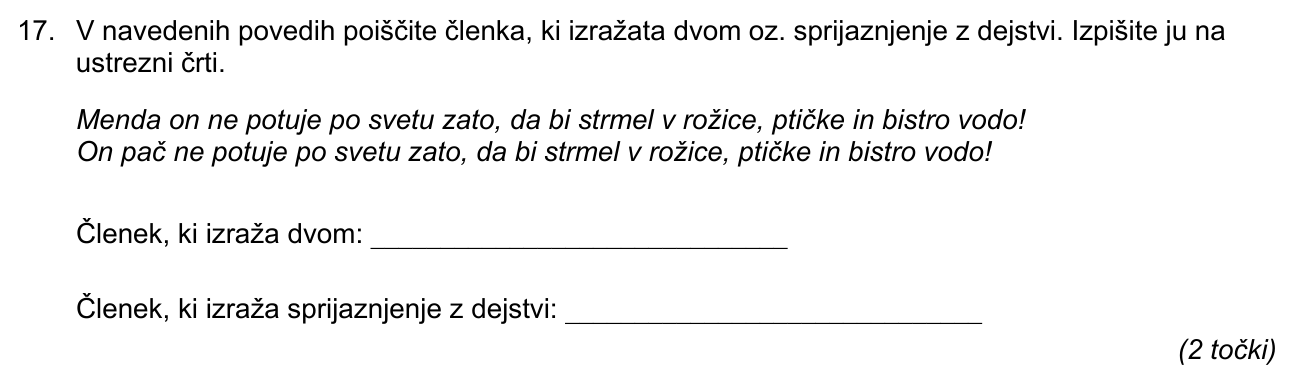 17. V navedenih povedih poiščite členka, ki izražata dvom oz. sprijaznjenje z dejstvi. Izpišite ju na
ustrezni črti.
Menda on ne potuje po svetu zato, da bi strmel v rožice, ptičke in bistro vodo!
On pač ne potuje po svetu zato, da bi strmel v rožice, ptičke in bistro vodo!
Členek, ki izraža dvom: ____________________________
Členek, ki izraža sprijaznjenje z dejstvi: ____________________________
(2 točki)